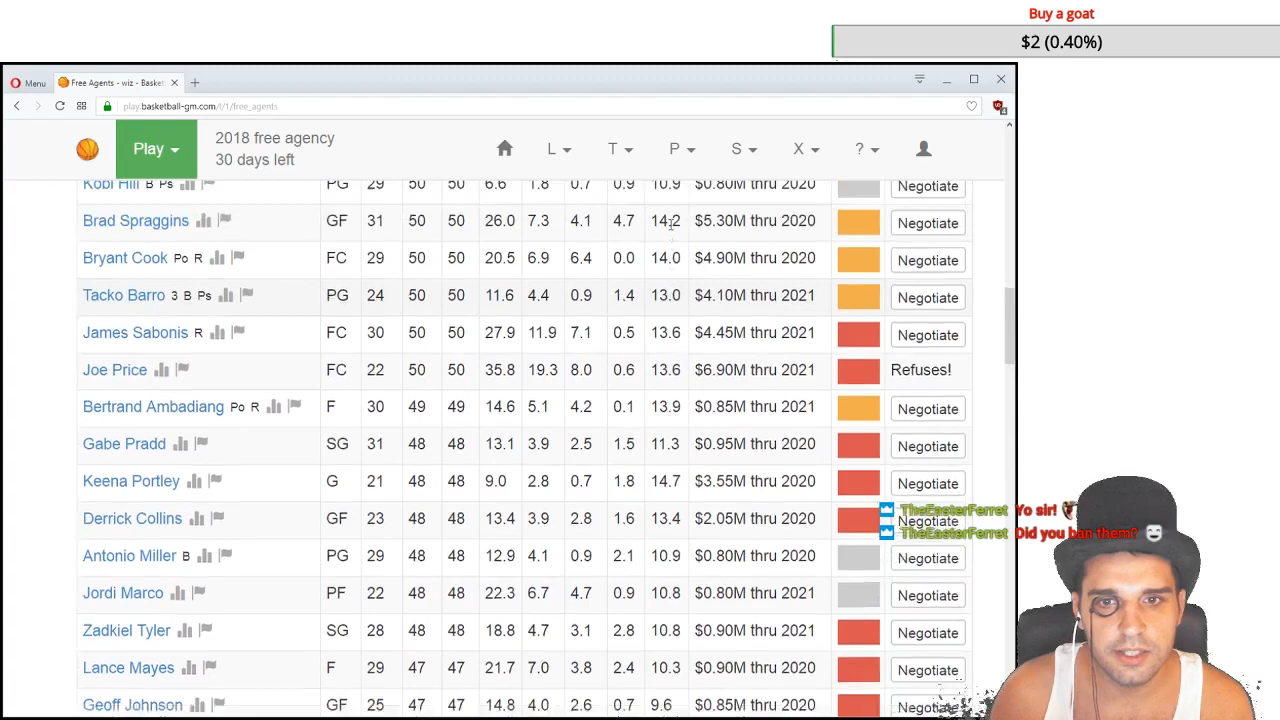 Buy a goat
$2 (0.40%)
Menu
Free Agents - wiz - Basket
play.basketball-gm.com/l/1/free_agents
Play
2018 free agency
30 days left
L T P S X ?
Kobi Hill B Ps PG 29 50 50 6.6 1.8 0.7 0.9 10.9 $0.80M thru 2020 Negotiate
Brad Spraggins GF 31 50 50 26.0 7.3 4.1 4.7 14.2 $5.30M thru 2020 Negotiate
Bryant Cook Po R FC 29 50 50 20.5 6.9 6.4 0.0 14.0 $4.90M thru 2020 Negotiate
Tacko Barro 3 B Ps PG 24 50 50 11.6 4.4 0.9 1.4 13.0 $4.10M thru 2021 Negotiate
James Sabonis R FC 30 50 50 27.9 11.9 7.1 0.5 13.6 $4.45M thru 2021 Negotiate
Joe Price FC 22 50 50 35.8 19.3 8.0 0.6 13.6 $6.90M thru 2021 Refuses!
Bertrand Ambadiang Po R F 30 49 49 14.6 5.1 4.2 0.1 13.9 $0.85M thru 2021 Negotiate
Gabe Pradd SG 31 48 48 13.1 3.9 2.5 1.5 11.3 $0.95M thru 2020 Negotiate
Keena Portley G 21 48 48 9.0 2.8 0.7 1.8 14.7 $3.55M thru 2021 Negotiate
TheEasterFerret Yo sir!
Derrick Collins GF 23 48 48 13.4 3.9 2.8 1.6 13.4 $2.05M thru 2020 Negotiate
TheEasterFerret Did you ban them?
Antonio Miller B PG 29 48 48 12.9 4.1 0.9 2.1 10.9 $0.80M thru 2020 Negotiate
Jordi Marco PF 22 48 48 22.3 6.7 4.7 0.9 10.8 $0.80M thru 2021 Negotiate
Zadkiel Tyler SG 28 48 48 18.8 4.7 3.1 2.8 10.8 $0.90M thru 2021 Negotiate
Lance Mayes F 29 47 47 21.7 7.0 3.8 2.4 10.3 $0.90M thru 2020 Negotiate
Geoff Johnson GF 25 47 47 14.8 4.0 2.6 0.7 9.6 $0.85M thru 2021 Negotiate